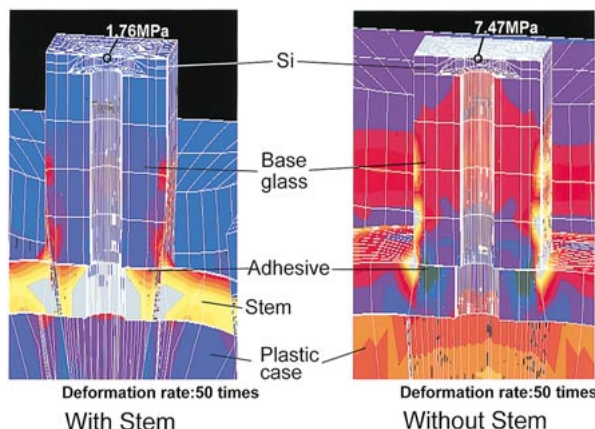 1.76MPa
7.47MPa
Si
Base
glass
Adhesive
Stem
Plastic
case
Deformation rate:50 times
Deformation rate:50 times
With Stem
Without Stem